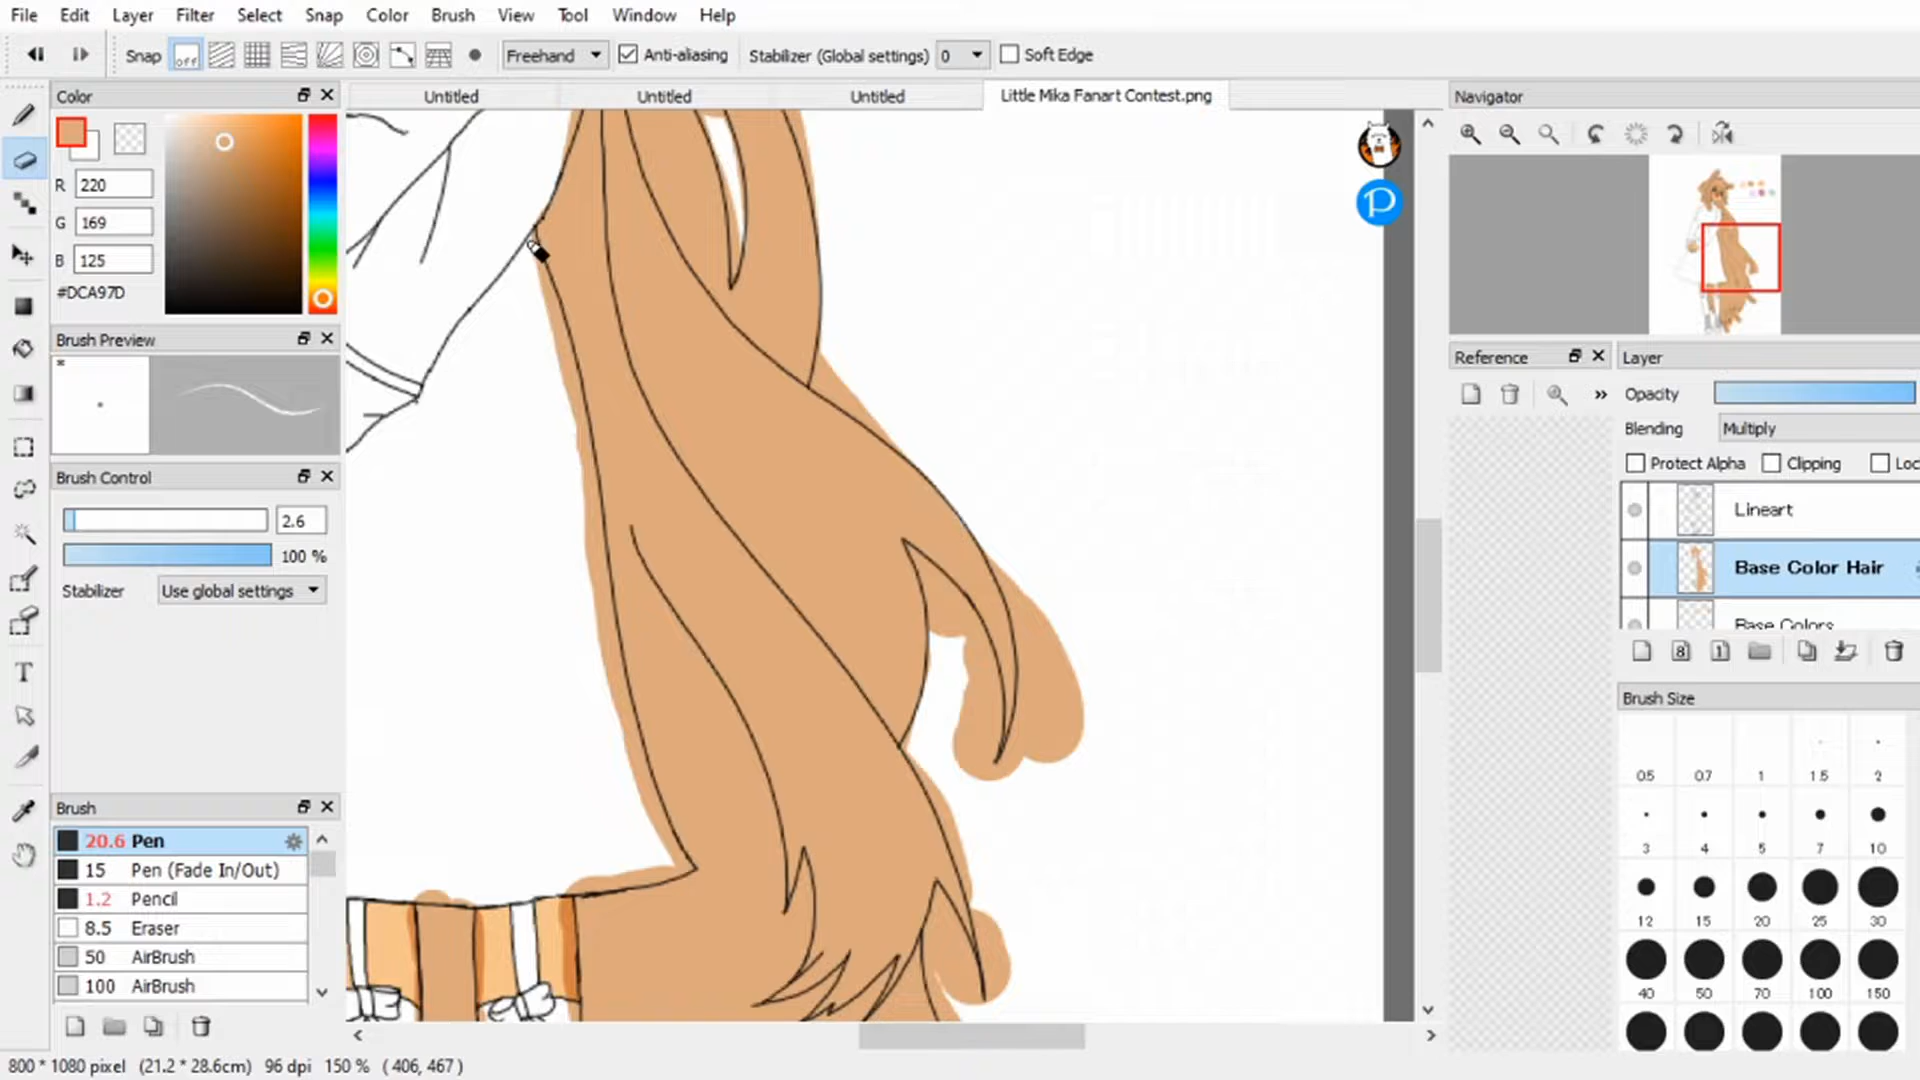 File Edit Layer Filter Select Snap Color Brush View Tool Window Help
Snap off Freehand Anti-aliasing Stabilizer (Global settings) 0 Soft Edge
Color
Untitled
Untitled
Untitled
Little Mika Fanart Contest.png
Navigator
R 220
G 169
B 125
#DCA97D
Brush Preview
*
Brush Control
2.6
100 %
Stabilizer Use global settings
Brush
20.6 Pen
15 Pen (Fade In/Out)
1.2 Pencil
8.5 Eraser
50 AirBrush
100 AirBrush
P
Reference
Layer
Opacity
Blending Multiply
Protect Alpha Clipping Loc
Lineart
Base Color Hair
Base Colors
8 1
Brush Size
0.5 0.7 1 1.5 2
3 4 5 7 10
12 15 20 25 30
40 50 70 100 150
T
800 * 1080 pixel (21.2 * 28.6cm) 96 dpi 150 % ( 406, 467 )